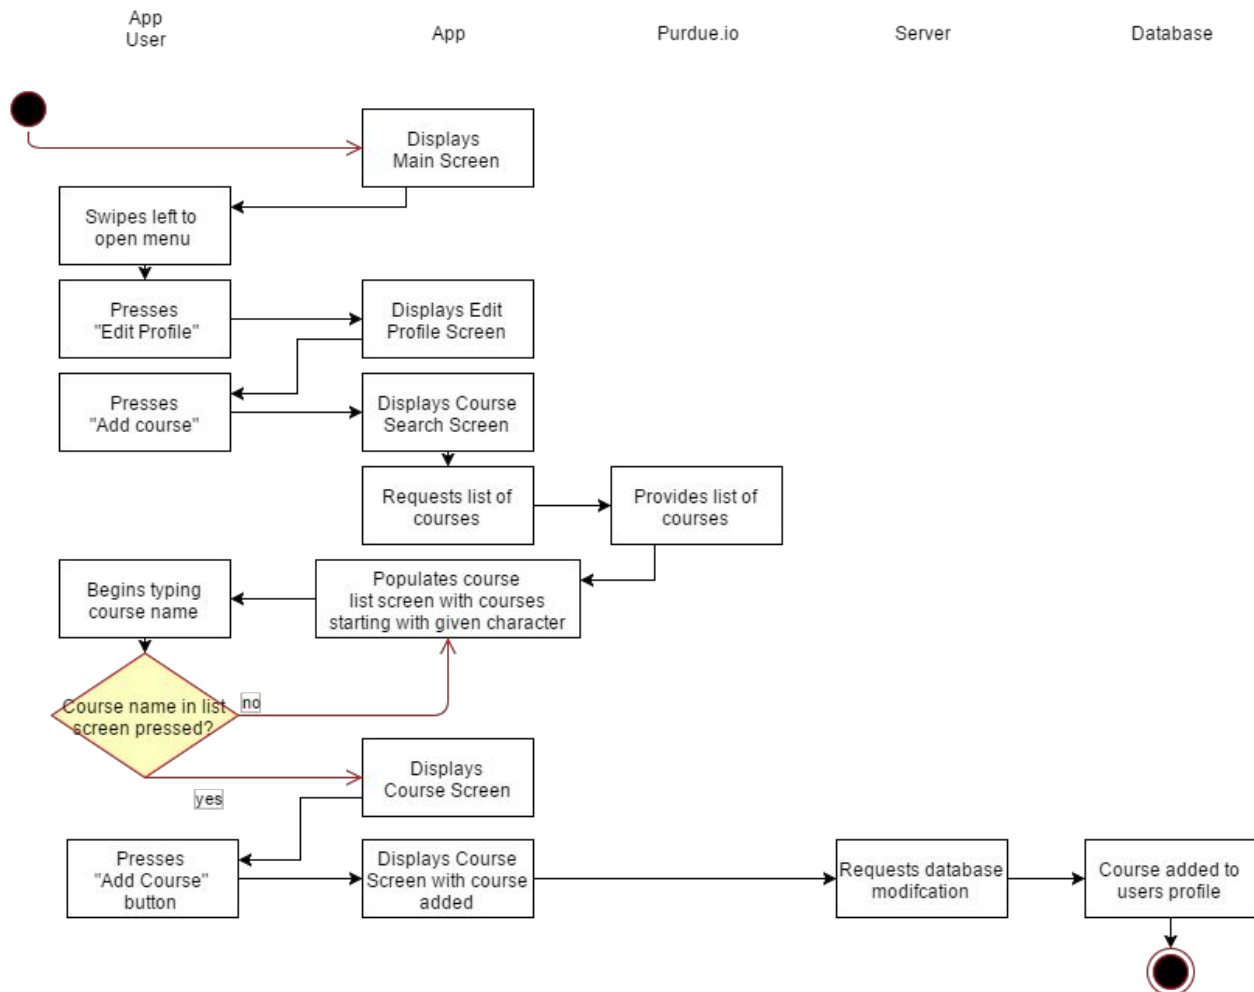 App
User
App
Purdue.io
Server
Database
Displays
Main Screen
Swipes left to
open menu
Presses
"Edit Profile"
Displays Edit
Profile Screen
Presses
"Add course"
Displays Course
Search Screen
Requests list of
courses
Provides list of
courses
Begins typing
course name
Populates course
list screen with courses
starting with given character
Course name in list
screen pressed?
no
yes
Displays
Course Screen
Presses
"Add Course"
button
Displays Course
Screen with course
added
Requests database
modifcation
Course added to
users profile